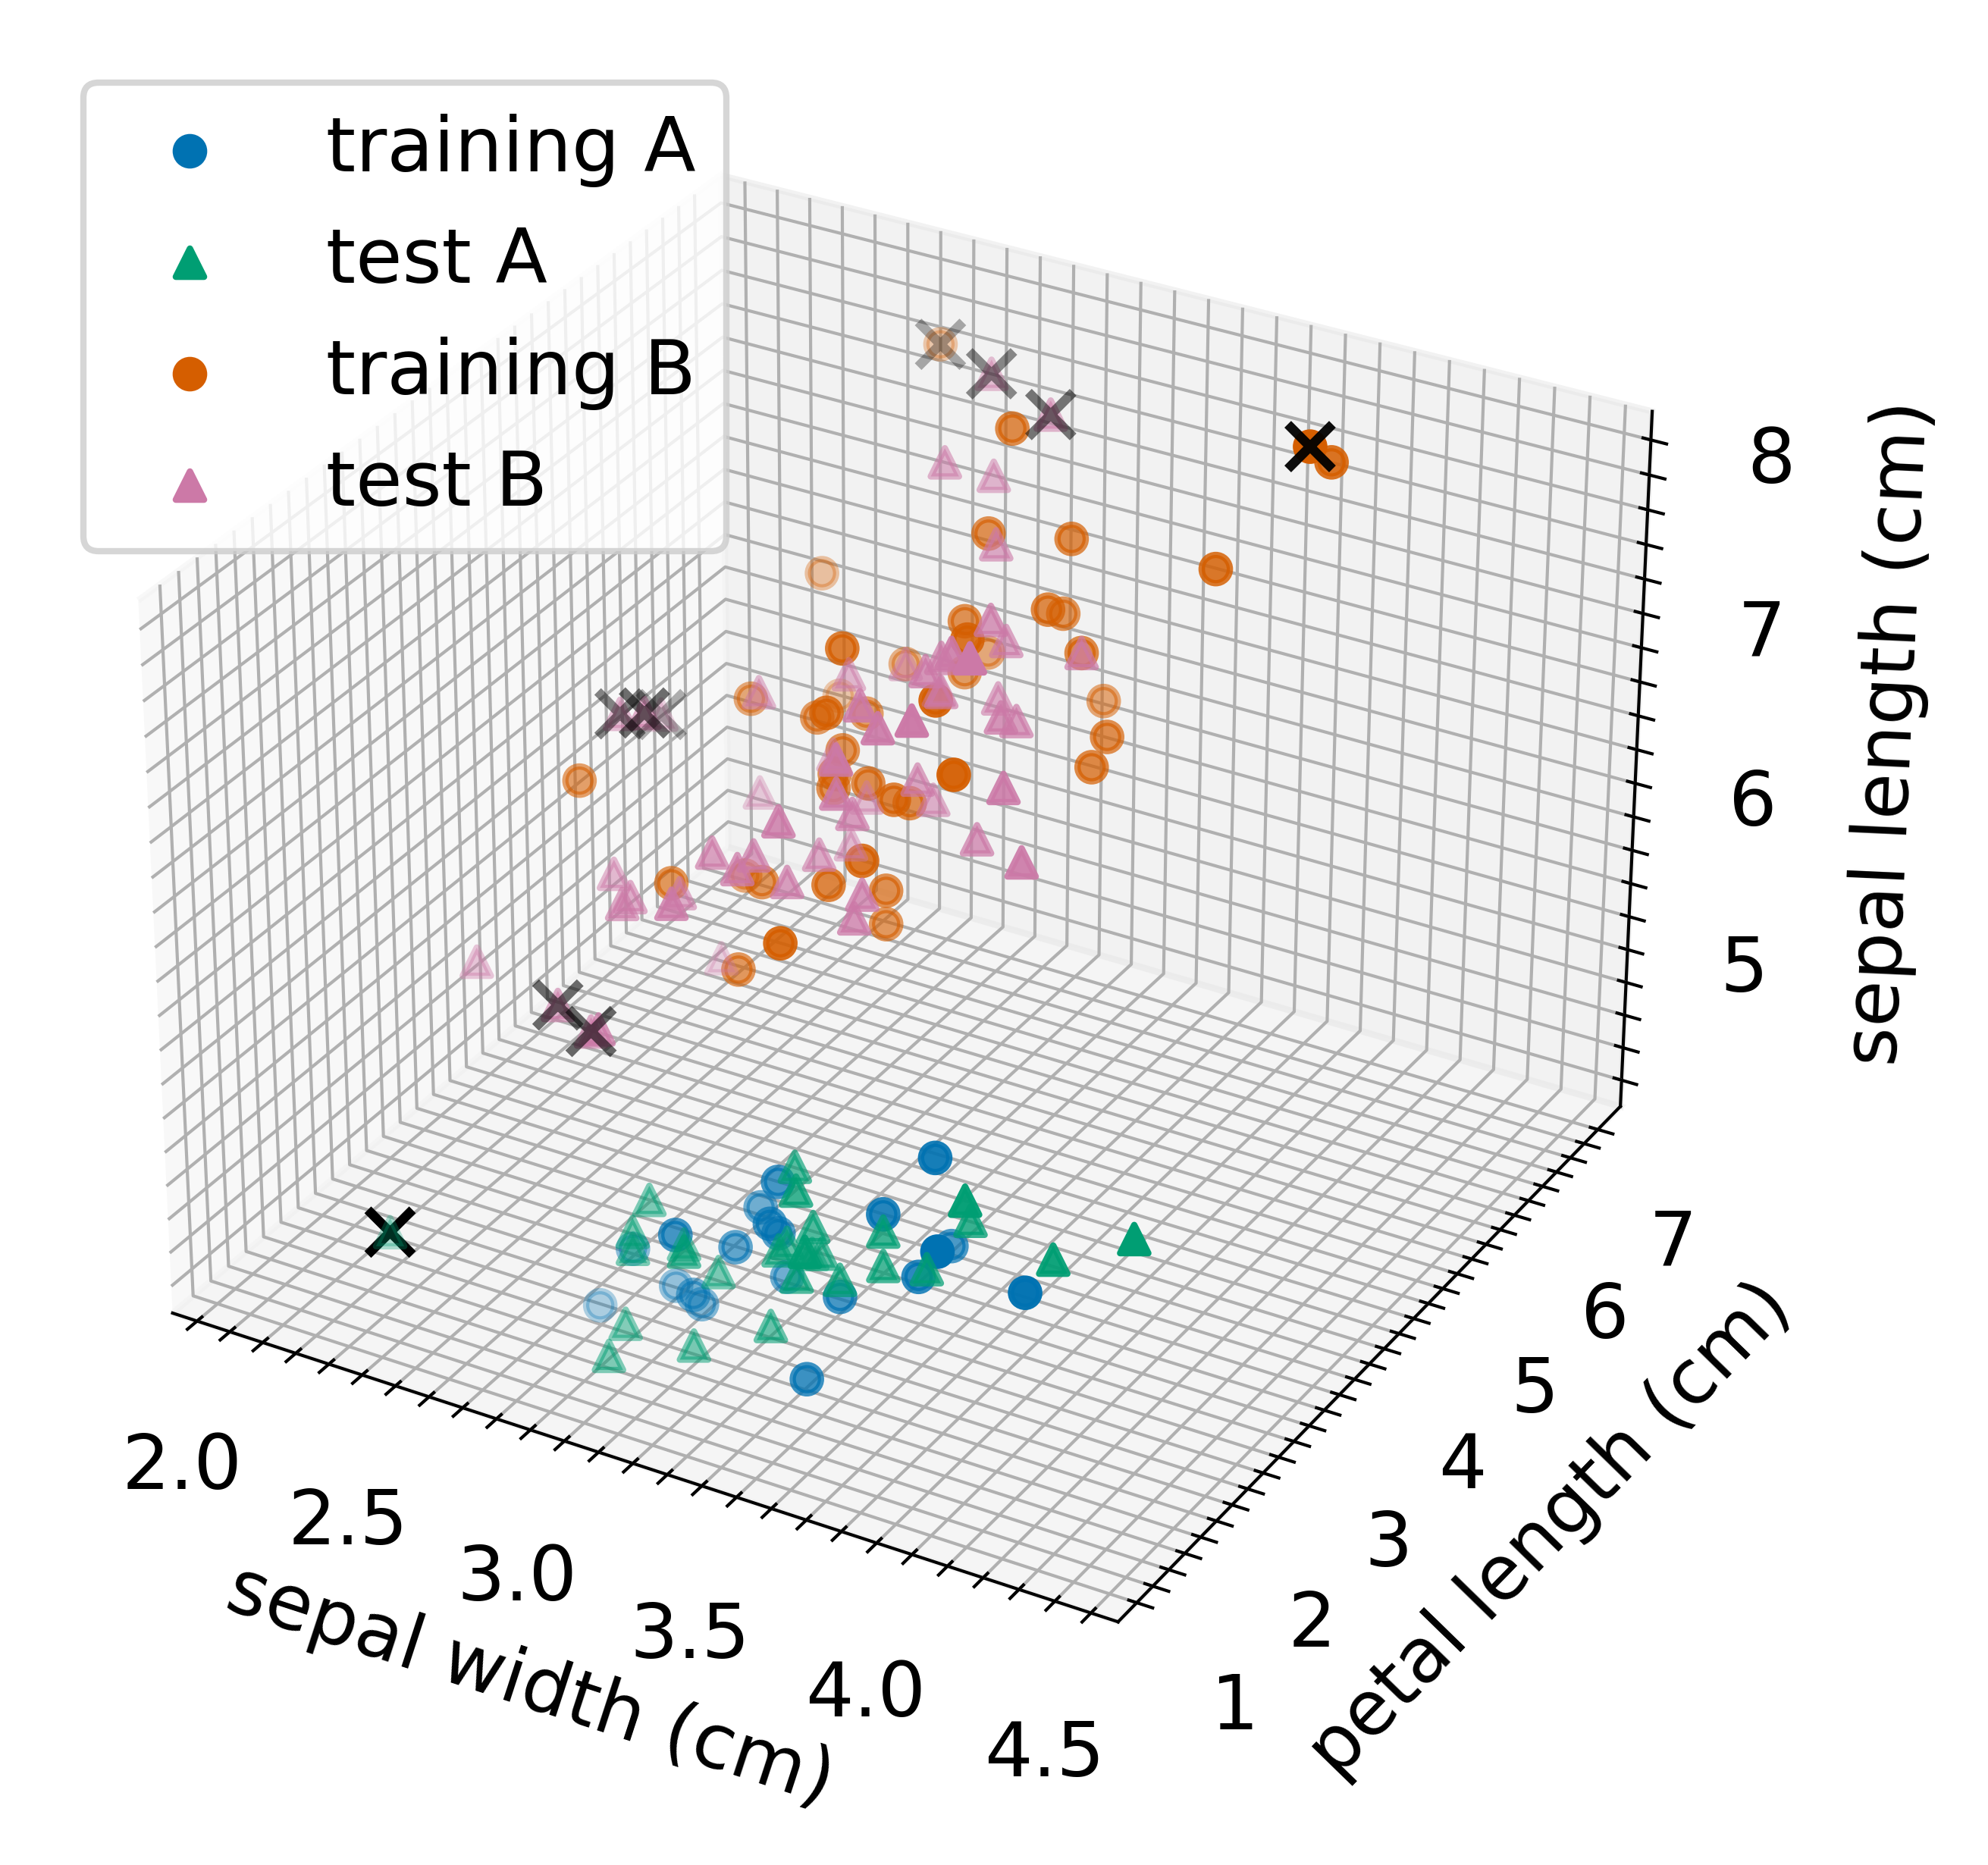 training A
test A
training B
test B
8
7
6
5
sepal length (cm)
2.0
2.5
3.0
3.5
4.0
4.5
sepal width (cm)
1
2
3
4
5
6
7
petal length (cm)